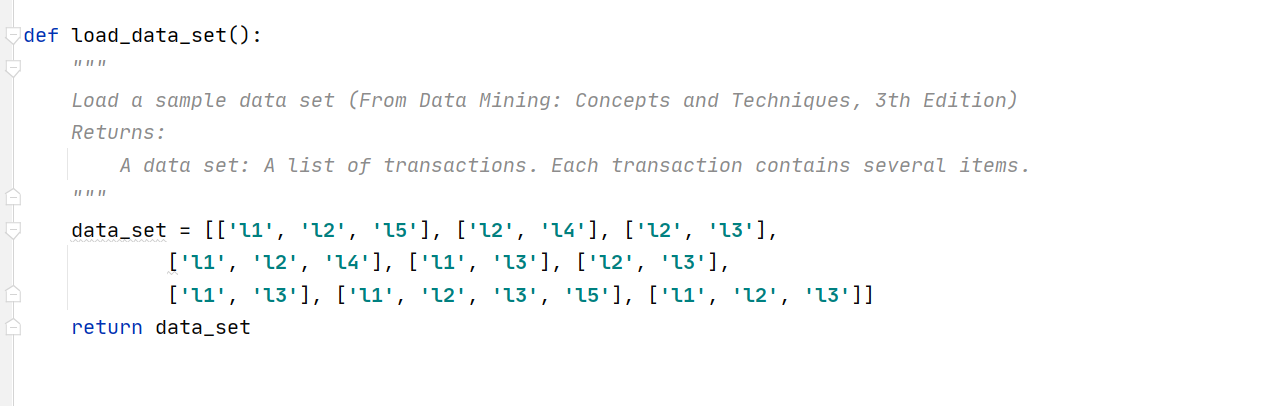 def load_data_set():
    """
    Load a sample data set (From Data Mining: Concepts and Techniques, 3th Edition)
    Returns:
        A data set: A list of transactions. Each transaction contains several items.
    """
    data_set = [['l1', 'l2', 'l5'], ['l2', 'l4'], ['l2', 'l3'],
            ['l1', 'l2', 'l4'], ['l1', 'l3'], ['l2', 'l3'],
            ['l1', 'l3'], ['l1', 'l2', 'l3', 'l5'], ['l1', 'l2', 'l3']]
    return data_set